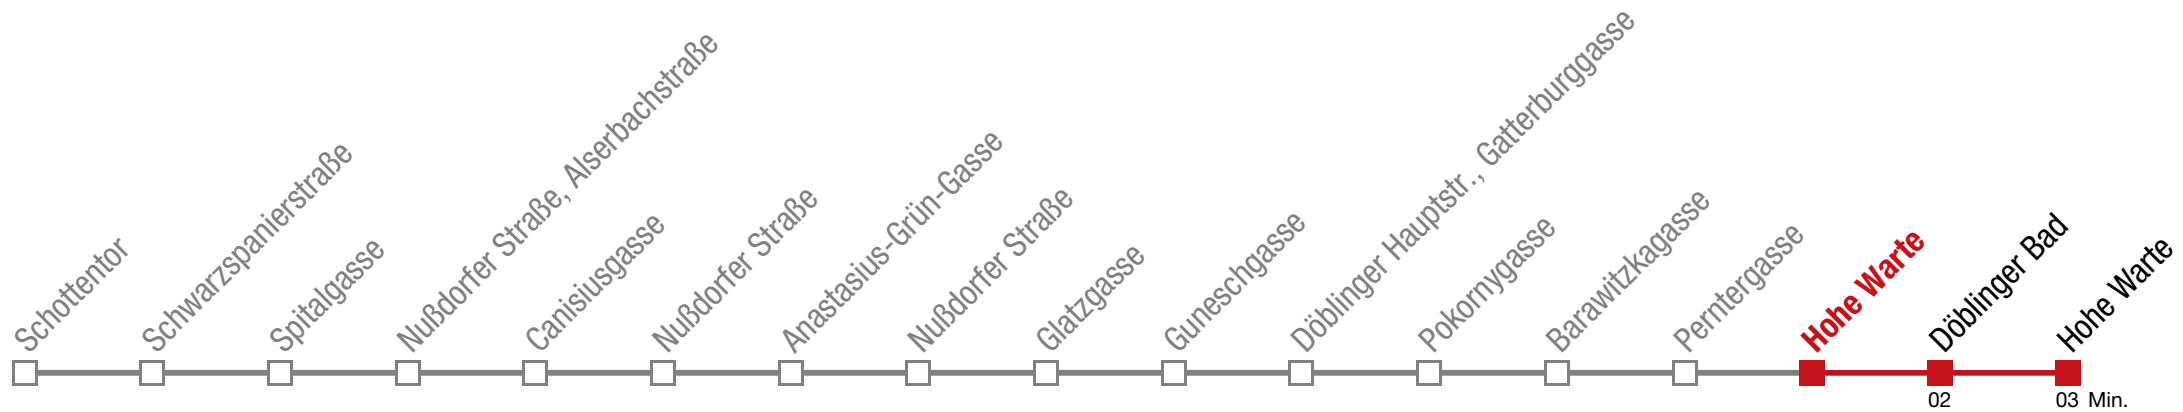 Schottentor
Schwarzspanierstraße
Spitalgasse
Nußdorfer Straße, Alserbachstraße
Canisiusgasse
Nußdorfer Straße
Anastasius-Grün-Gasse
Nußdorfer Straße
Glatzgasse
Guneschgasse
Döblinger Hauptstr., Gatterburggasse
Pokornygasse
Barawitzkagasse
Perntergasse
Hohe Warte
Döblinger Bad
Hohe Warte
02
03 Min.